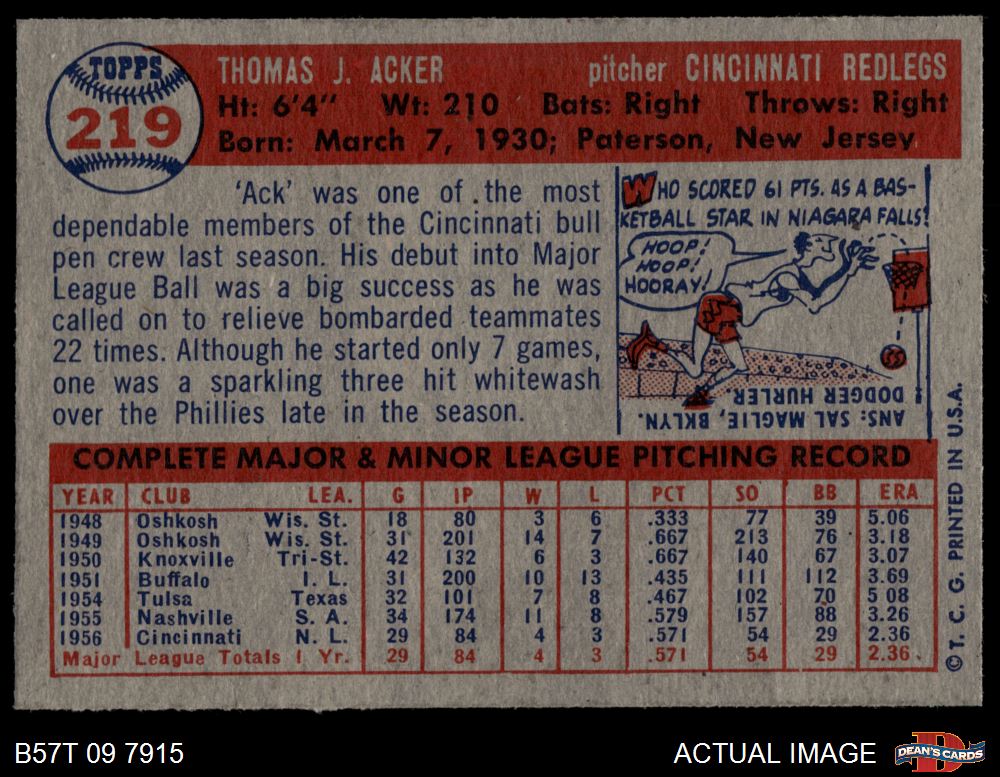 TOPPS
219
THOMAS J. ACKER pitcher CINCINNATI REDLEGS
Ht: 6'4" Wt: 210 Bats: Right Throws: Right
Born: March 7, 1930; Paterson, New Jersey
'Ack' was one of the most
dependable members of the Cincinnati bull
pen crew last season. His debut into Major
League Ball was a big success as he was
called on to relieve bombarded teammates
22 times. Although he started only 7 games,
one was a sparkling three hit whitewash
over the Phillies late in the season.
WHO SCORED 61 PTS. AS A BAS-
KETBALL STAR IN NIAGARA FALLS?
HOOP!
HOOP!
HOORAY!
ANS: SAL MAGLIE, BKLYN.
DODGER HURLER.
COMPLETE MAJOR & MINOR LEAGUE PITCHING RECORD
YEAR CLUB LEA. G IP W L PCT SO BB ERA
1948 Oshkosh Wis. St. 18 80 3 6 .333 77 39 5.06
1949 Oshkosh Wis. St. 31 201 14 7 .667 213 76 3.18
1950 Knoxville Tri-St. 42 132 6 3 .667 140 67 3.07
1951 Buffalo I. L. 31 200 10 13 .435 111 112 3.69
1954 Tulsa Texas 32 101 7 8 .467 102 70 5 08
1955 Nashville S. A. 34 174 11 8 .579 157 88 3.26
1956 Cincinnati N. L. 29 84 4 3 .571 54 29 2.36
Major League Totals 1 Yr. 29 84 4 3 .571 54 29 2.36
© T. C. G. PRINTED IN U.S.A.
B57T 09 7915 ACTUAL IMAGE
DEAN'S CARDS